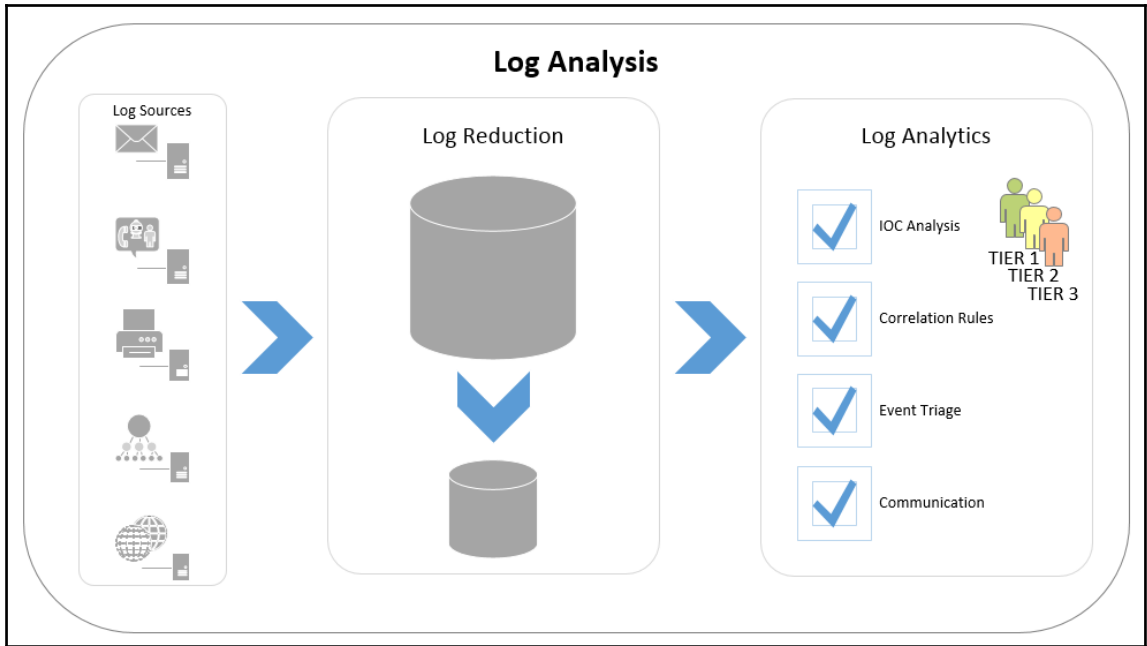 Log Analysis
Log Sources
Log Reduction
Log Analytics
IOC Analysis
TIER 1
TIER 2
TIER 3
Correlation Rules
Event Triage
Communication